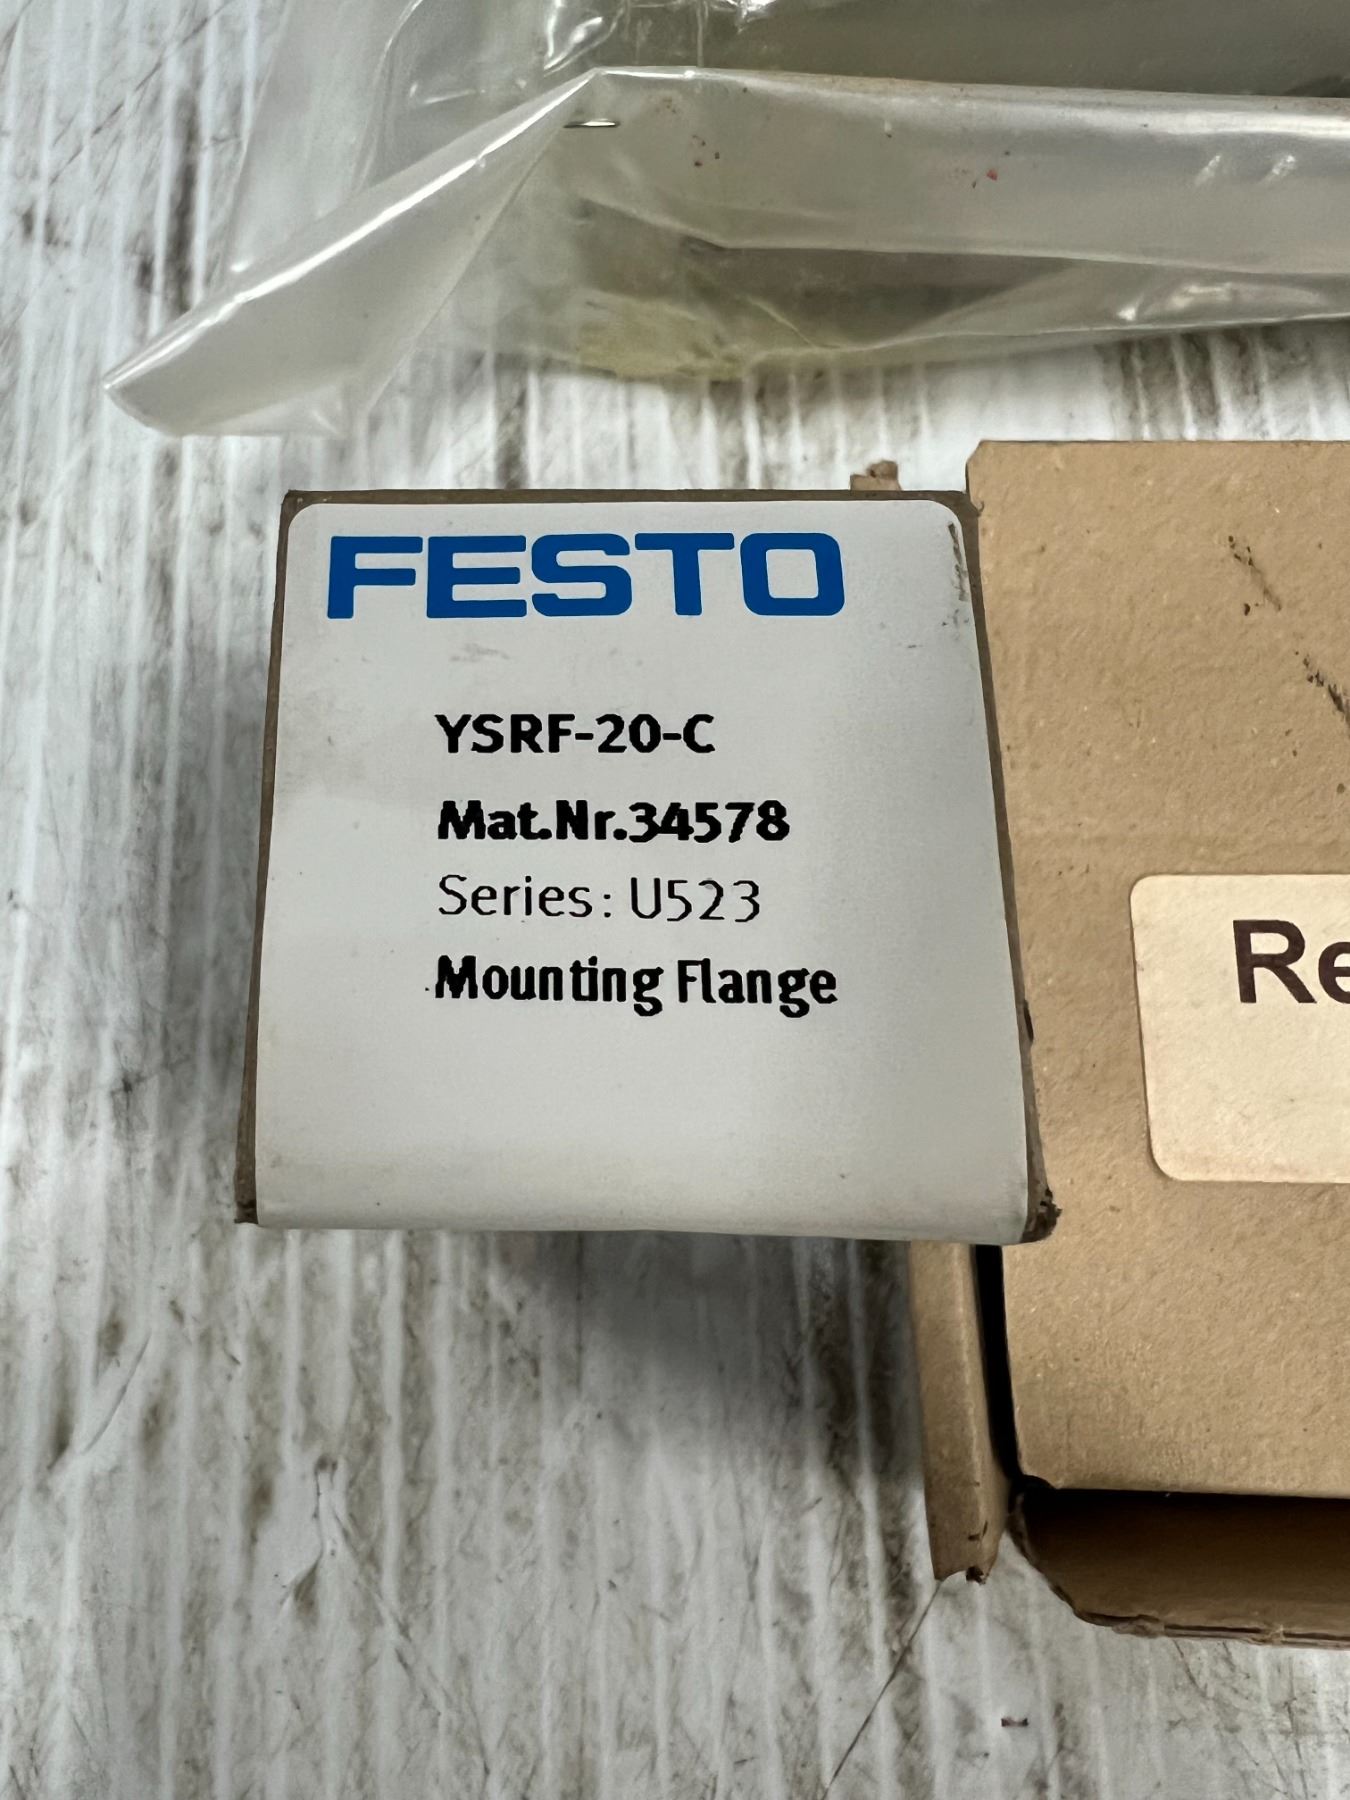 FESTO
YSRF-20-C
Mat.Nr.34578
Series: U523
Mounting Flange
Re